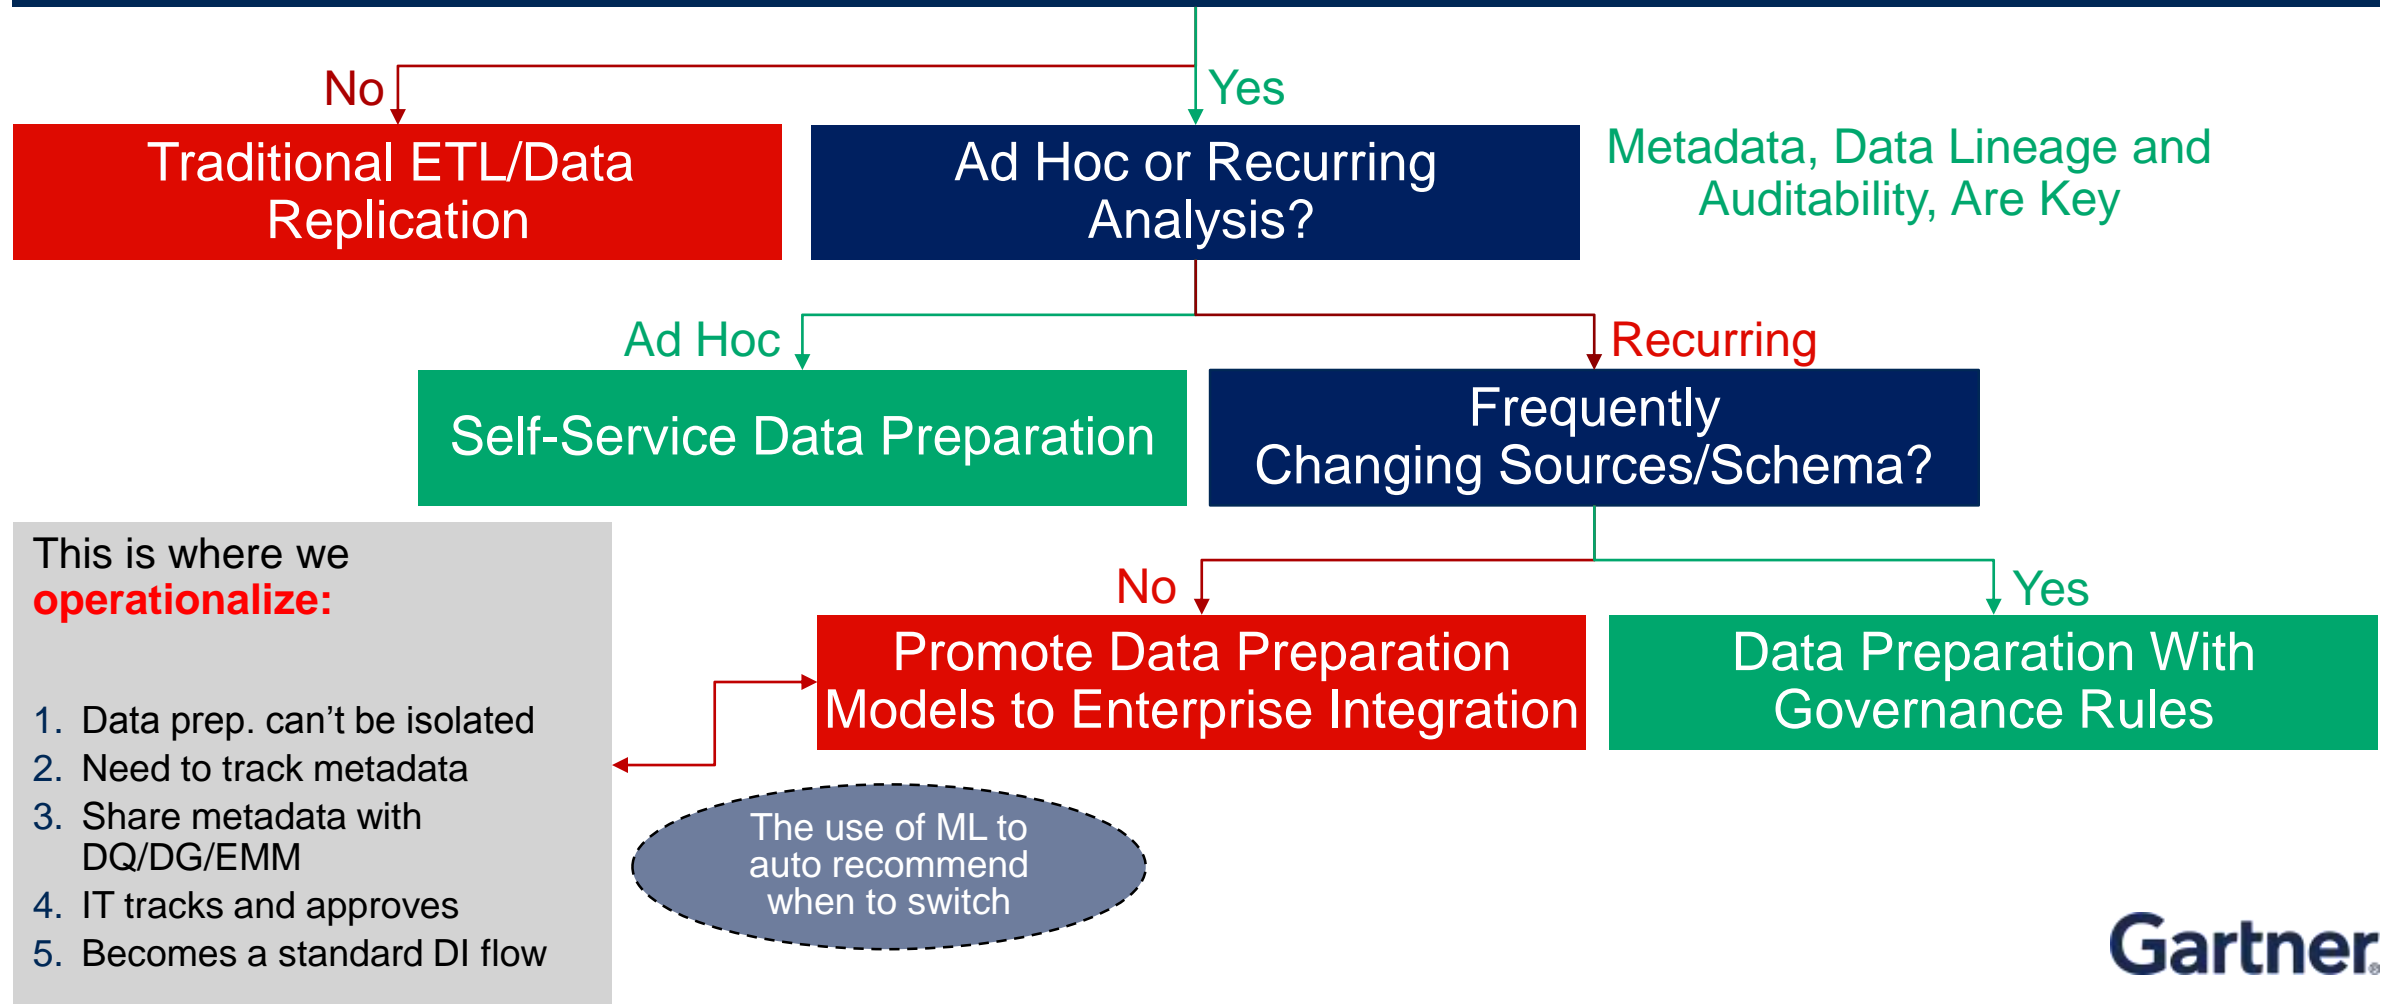 No
Yes
Traditional ETL/Data
Replication
Ad Hoc or Recurring
Analysis?
Metadata, Data Lineage and
Auditability, Are Key
Ad Hoc
Recurring
Self-Service Data Preparation
Frequently
Changing Sources/Schema?
This is where we
operationalize:
1. Data prep. can’t be isolated
2. Need to track metadata
3. Share metadata with
DQ/DG/EMM
4. IT tracks and approves
5. Becomes a standard DI flow
No
Yes
Promote Data Preparation
Models to Enterprise Integration
Data Preparation With
Governance Rules
The use of ML to
auto recommend
when to switch
Gartner®